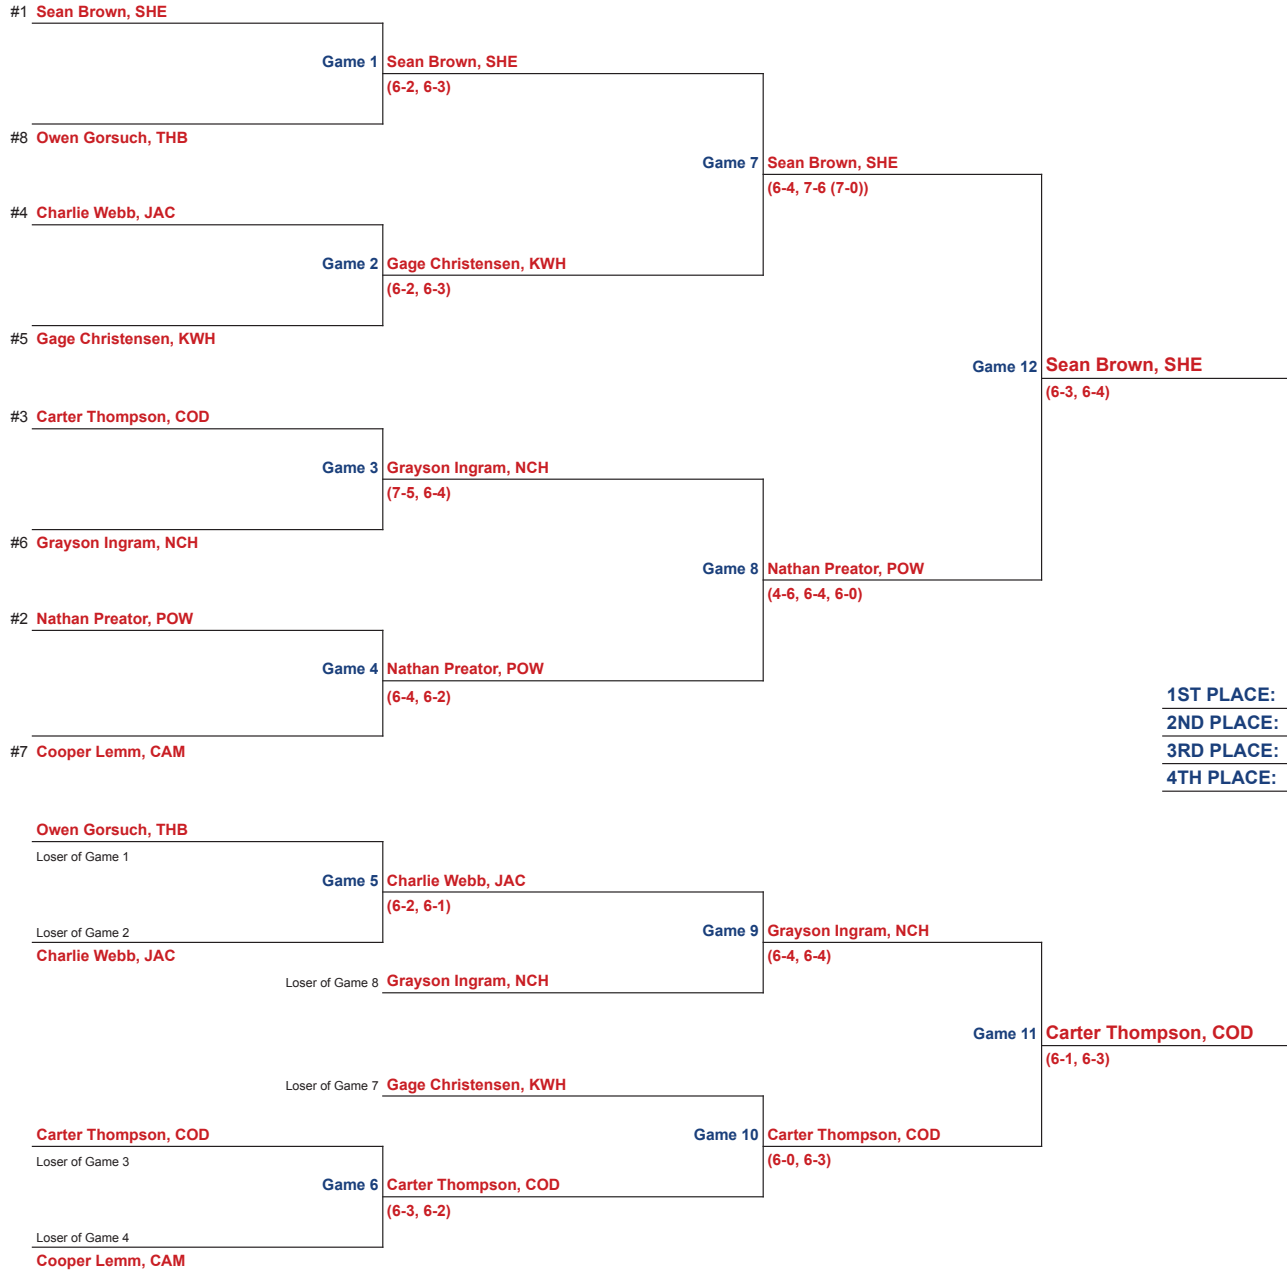 #1 Sean Brown, SHE
Game 1 Sean Brown, SHE
(6-2, 6-3)
#8 Owen Gorsuch, THB
Game 7 Sean Brown, SHE
(6-4, 7-6 (7-0))
#4 Charlie Webb, JAC
Game 2 Gage Christensen, KWH
(6-2, 6-3)
#5 Gage Christensen, KWH
Game 12 Sean Brown, SHE
(6-3, 6-4)
#3 Carter Thompson, COD
Game 3 Grayson Ingram, NCH
(7-5, 6-4)
#6 Grayson Ingram, NCH
Game 8 Nathan Preator, POW
(4-6, 6-4, 6-0)
#2 Nathan Preator, POW
Game 4 Nathan Preator, POW
(6-4, 6-2)
#7 Cooper Lemm, CAM
1ST PLACE:
2ND PLACE:
3RD PLACE:
4TH PLACE:
Owen Gorsuch, THB
Loser of Game 1
Game 5 Charlie Webb, JAC
(6-2, 6-1)
Loser of Game 2
Charlie Webb, JAC
Game 9 Grayson Ingram, NCH
(6-4, 6-4)
Loser of Game 8 Grayson Ingram, NCH
Game 11 Carter Thompson, COD
(6-1, 6-3)
Loser of Game 7 Gage Christensen, KWH
Carter Thompson, COD
Loser of Game 3
Game 10 Carter Thompson, COD
(6-0, 6-3)
Game 6 Carter Thompson, COD
(6-3, 6-2)
Loser of Game 4
Cooper Lemm, CAM